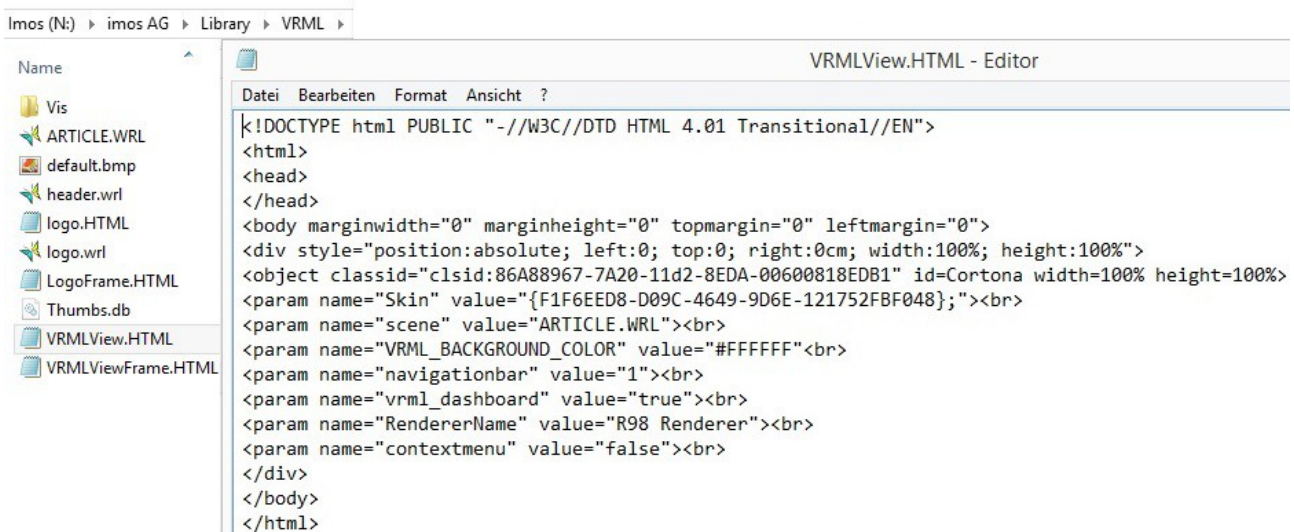 Imos (N:) ▸ imos AG ▸ Library ▸ VRML ▸
Name
Vis
ARTICLE.WRL
default.bmp
header.wrl
logo.HTML
logo.wrl
LogoFrame.HTML
Thumbs.db
VRMLView.HTML
VRMLViewFrame.HTML
VRMLView.HTML - Editor
Datei Bearbeiten Format Ansicht ?
<!DOCTYPE html PUBLIC "-//W3C//DTD HTML 4.01 Transitional//EN">
<html>
<head>
</head>
<body marginwidth="0" marginheight="0" topmargin="0" leftmargin="0">
<div style="position:absolute; left:0; top:0; right:0cm; width:100%; height:100%">
<object classid="clsid:86A88967-7A20-11d2-8EDA-00600818EDB1" id=Cortona width=100% height=100%>
<param name="Skin" value="{F1F6EED8-D09C-4649-9D6E-121752FBF048};"><br>
<param name="scene" value="ARTICLE.WRL"><br>
<param name="VRML_BACKGROUND_COLOR" value="#FFFFFF"<br>
<param name="navigationbar" value="1"><br>
<param name="vrml_dashboard" value="true"><br>
<param name="RendererName" value="R98 Renderer"><br>
<param name="contextmenu" value="false"><br>
</div>
</body>
</html>